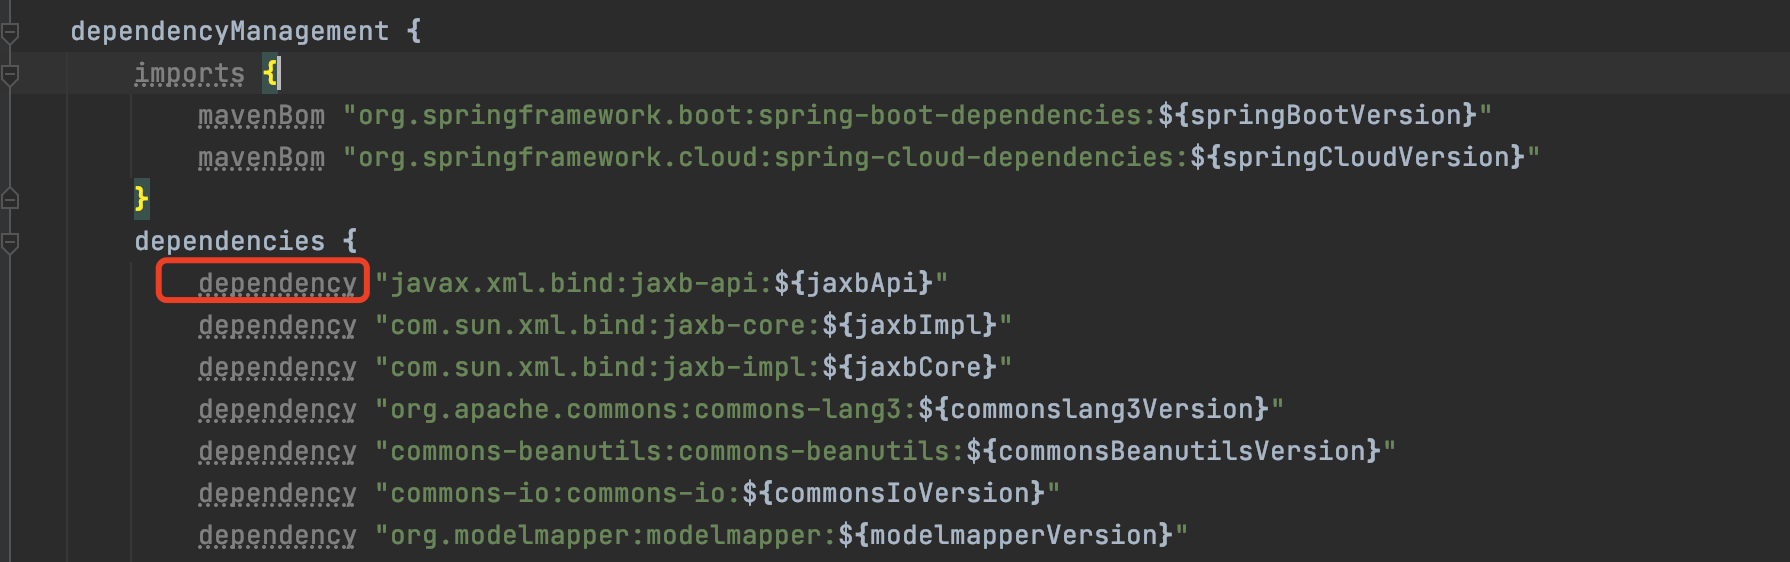 dependencyManagement {
imports {
mavenBom "org.springframework.boot:spring-boot-dependencies:${springBootVersion}"
mavenBom "org.springframework.cloud:spring-cloud-dependencies:${springCloudVersion}"
}
dependencies {
dependency "javax.xml.bind:jaxb-api:${jaxbApi}"
dependency "com.sun.xml.bind:jaxb-core:${jaxbImpl}"
dependency "com.sun.xml.bind:jaxb-impl:${jaxbCore}"
dependency "org.apache.commons:commons-lang3:${commonslang3Version}"
dependency "commons-beanutils:commons-beanutils:${commonsBeanutilsVersion}"
dependency "commons-io:commons-io:${commonsIoVersion}"
dependency "org.modelmapper:modelmapper:${modelmapperVersion}"